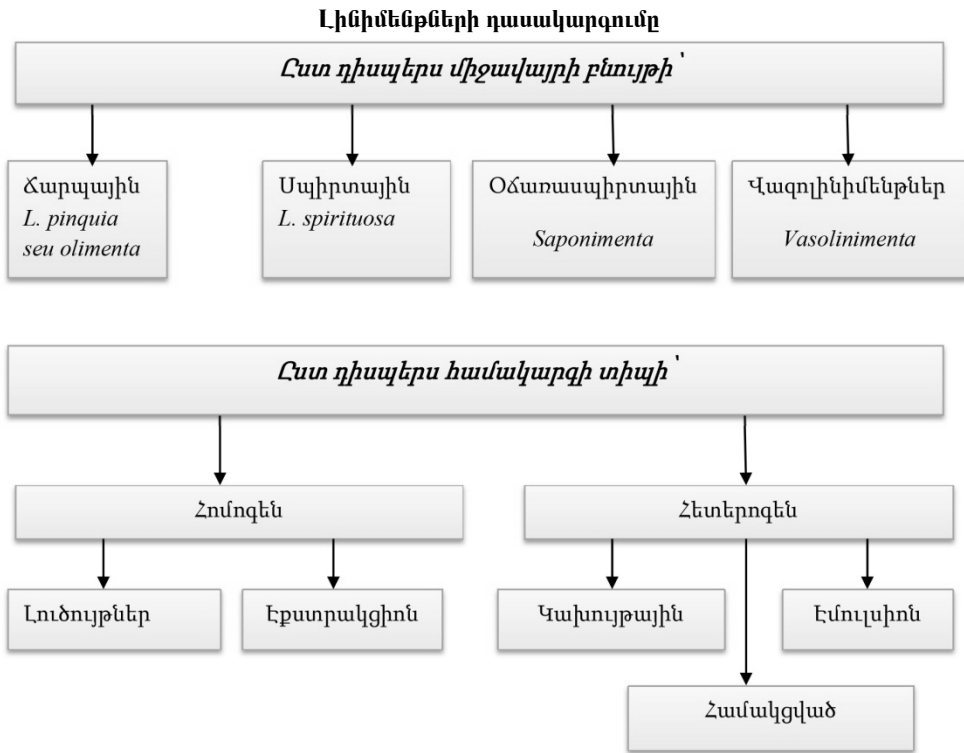 Լինիմենթների դասակարգումը
Ըստ դիսպերս միջավայրի բնույթի՝
Ճարպային
L. pinquia
seu olimenta
Սպիրտային
L. spirituosa
Օճառասպիրտային
Saponimenta
Վազոլինիմենթներ
Vasolinimenta
Ըստ դիսպերս համակարգի տիպի՝
Հոմոգեն
Հետերոգեն
Լուծույթներ
Էքստրակցիոն
Կախույթային
Էմուլսիոն
Համակցված